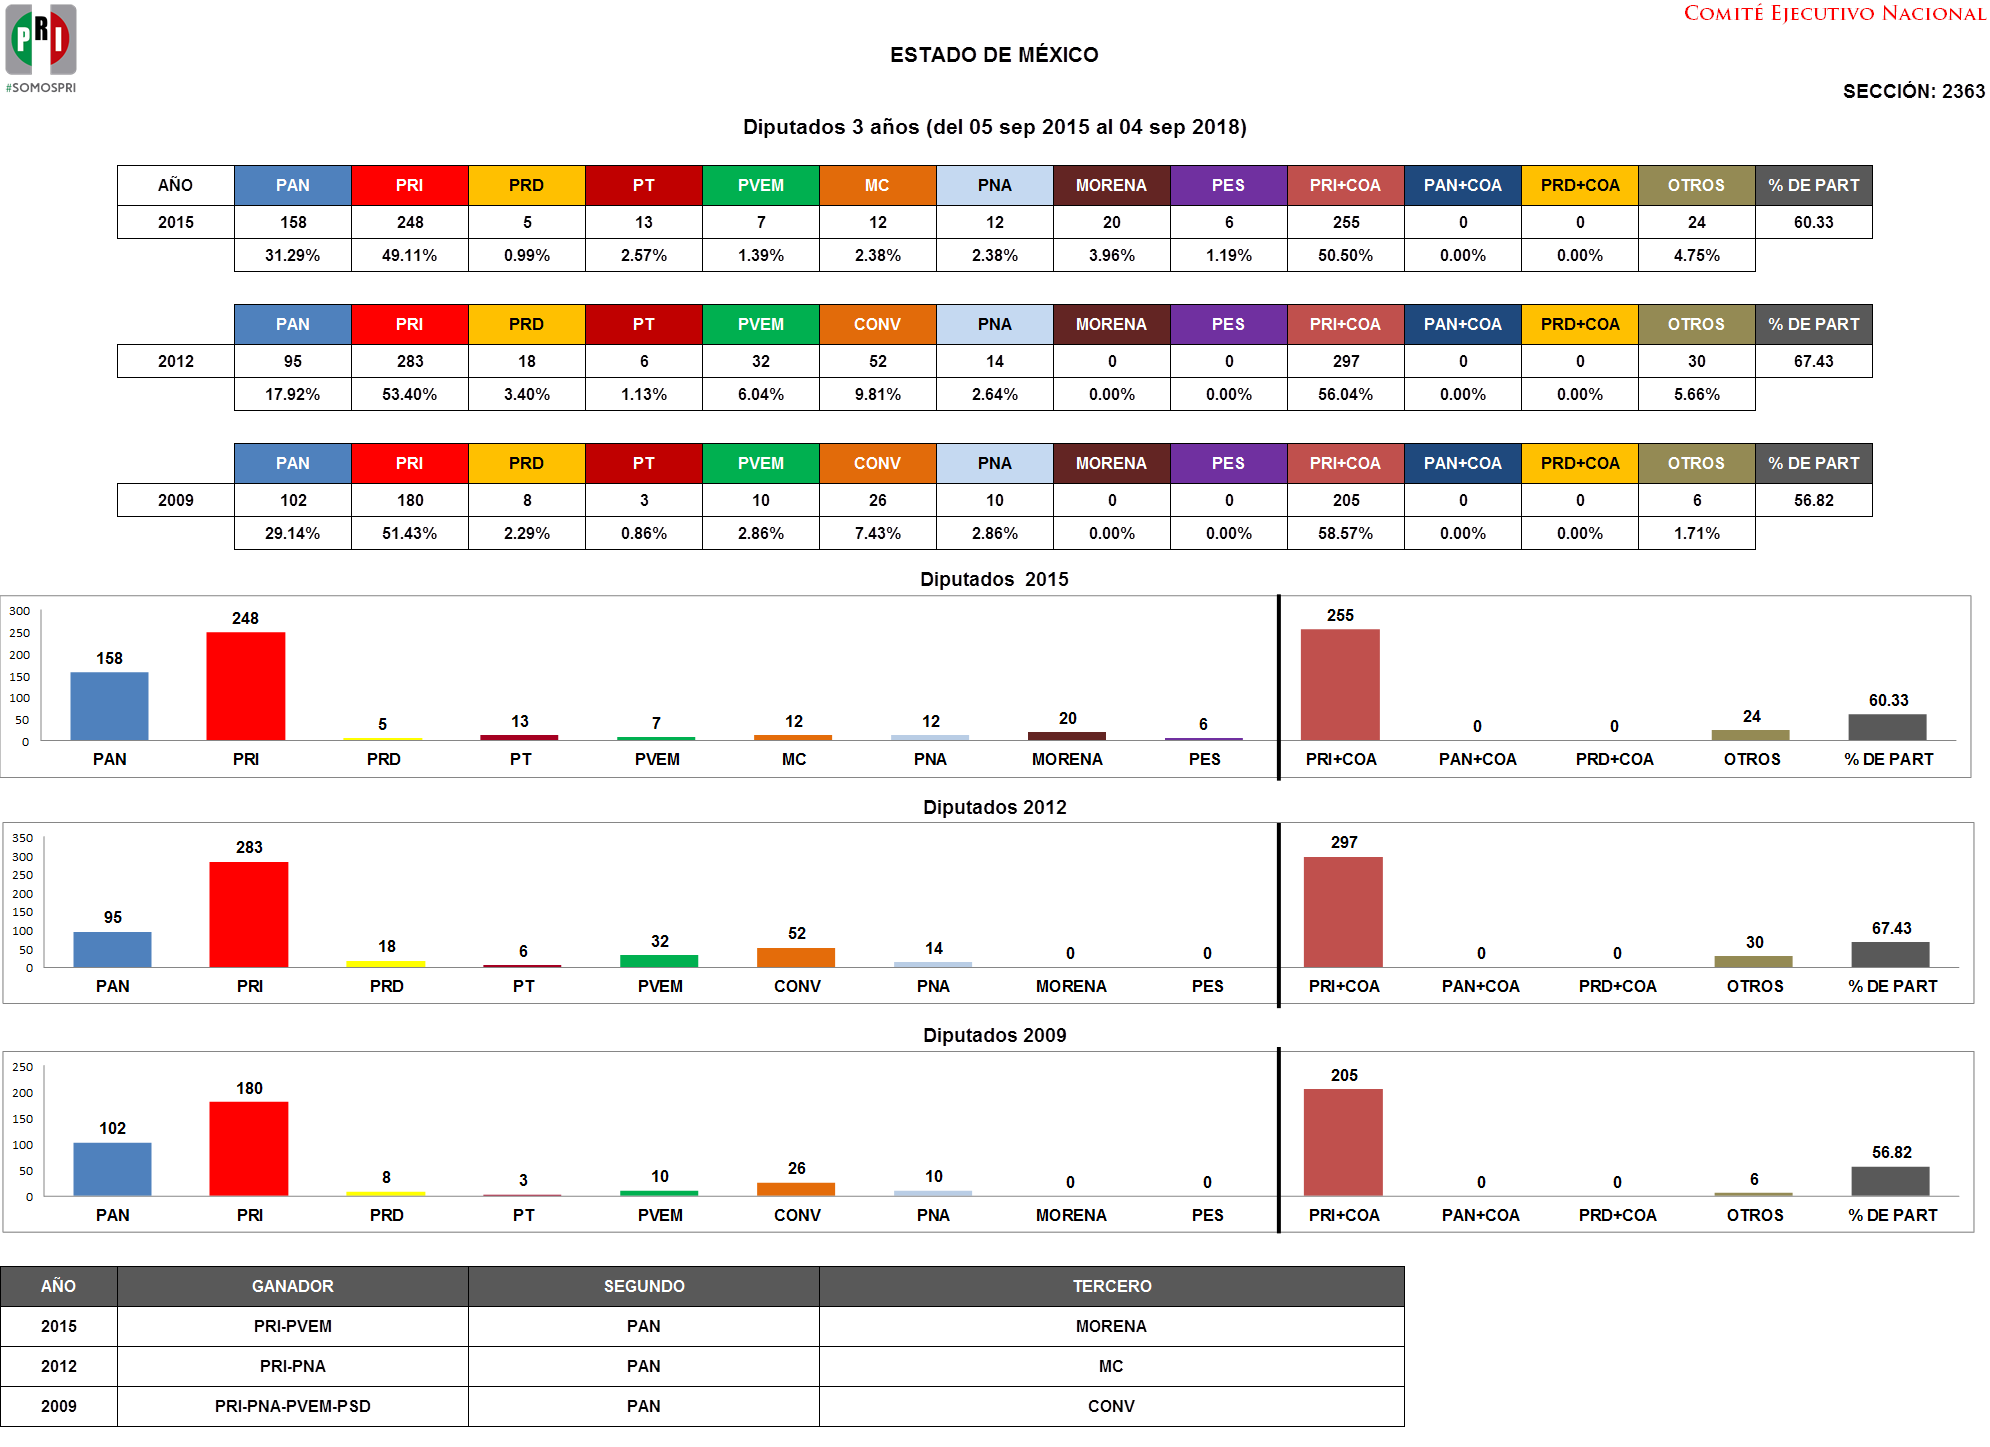 PRI
#SOMOSPRI
COMITÉ EJECUTIVO NACIONAL
ESTADO DE MÉXICO
SECCIÓN: 2363
Diputados 3 años (del 05 sep 2015 al 04 sep 2018)
AÑO PAN PRI PRD PT PVEM MC PNA MORENA PES PRI+COA PAN+COA PRD+COA OTROS % DE PART
2015 158 248 5 13 7 12 12 20 6 255 0 0 24 60.33
31.29% 49.11% 0.99% 2.57% 1.39% 2.38% 2.38% 3.96% 1.19% 50.50% 0.00% 0.00% 4.75%
PAN PRI PRD PT PVEM CONV PNA MORENA PES PRI+COA PAN+COA PRD+COA OTROS % DE PART
2012 95 283 18 6 32 52 14 0 0 297 0 0 30 67.43
17.92% 53.40% 3.40% 1.13% 6.04% 9.81% 2.64% 0.00% 0.00% 56.04% 0.00% 0.00% 5.66%
PAN PRI PRD PT PVEM CONV PNA MORENA PES PRI+COA PAN+COA PRD+COA OTROS % DE PART
2009 102 180 8 3 10 26 10 0 0 205 0 0 6 56.82
29.14% 51.43% 2.29% 0.86% 2.86% 7.43% 2.86% 0.00% 0.00% 58.57% 0.00% 0.00% 1.71%
Diputados 2015
300
250
200
150
100
50
0
158 248 5 13 7 12 12 20 6 255 0 0 24 60.33
PAN PRI PRD PT PVEM MC PNA MORENA PES PRI+COA PAN+COA PRD+COA OTROS % DE PART
Diputados 2012
350
300
250
200
150
100
50
0
95 283 18 6 32 52 14 0 0 297 0 0 30 67.43
PAN PRI PRD PT PVEM CONV PNA MORENA PES PRI+COA PAN+COA PRD+COA OTROS % DE PART
Diputados 2009
250
200
150
100
50
0
102 180 8 3 10 26 10 0 0 205 0 0 6 56.82
PAN PRI PRD PT PVEM CONV PNA MORENA PES PRI+COA PAN+COA PRD+COA OTROS % DE PART
AÑO GANADOR SEGUNDO TERCERO
2015 PRI-PVEM PAN MORENA
2012 PRI-PNA PAN MC
2009 PRI-PNA-PVEM-PSD PAN CONV